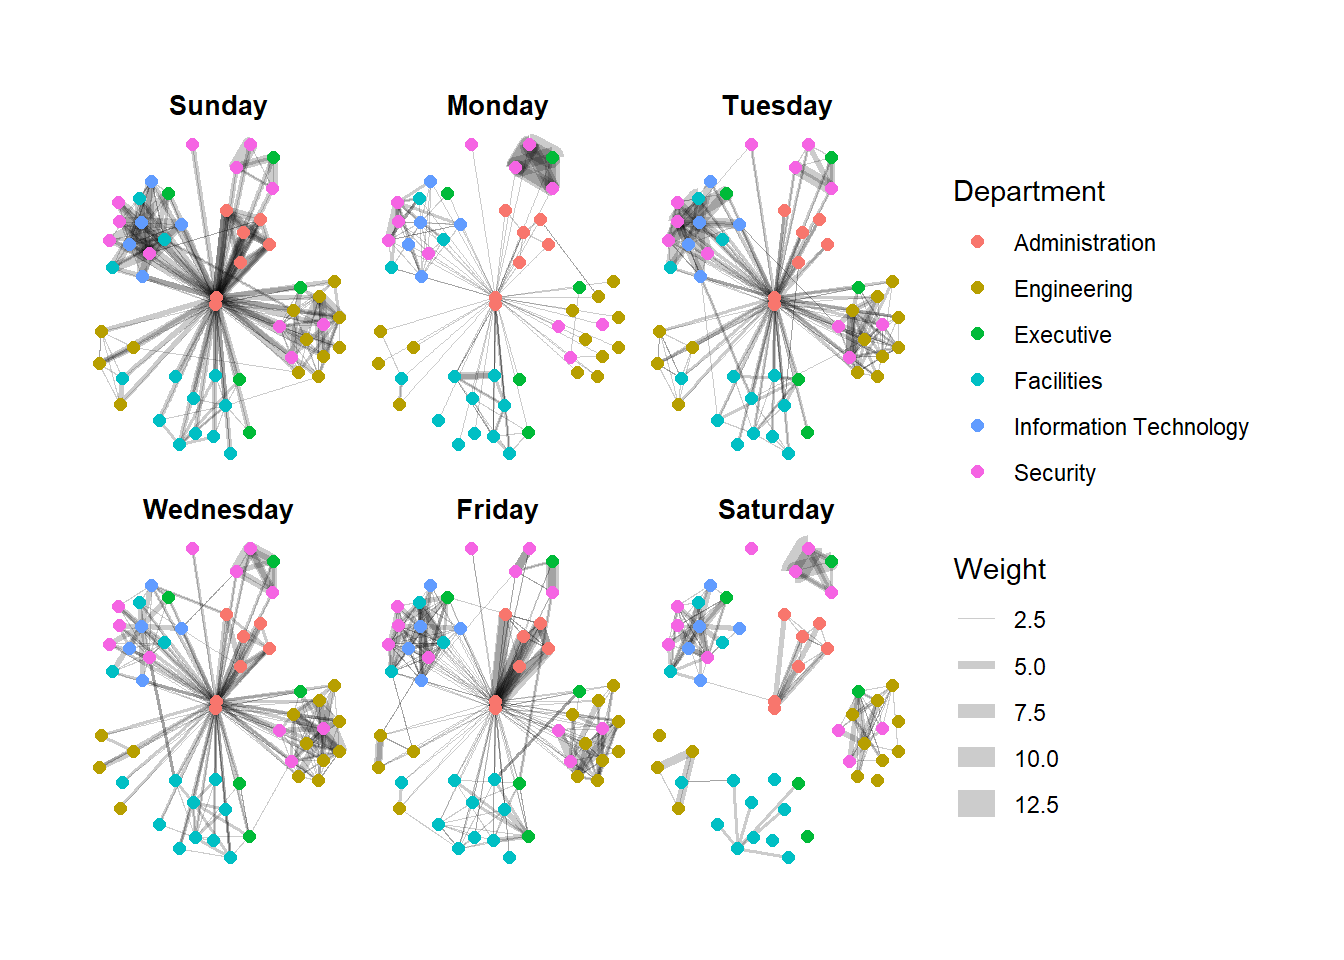 Sunday
Monday
Tuesday
Wednesday
Friday
Saturday
Department
Administration
Engineering
Executive
Facilities
Information Technology
Security
Weight
2.5
5.0
7.5
10.0
12.5